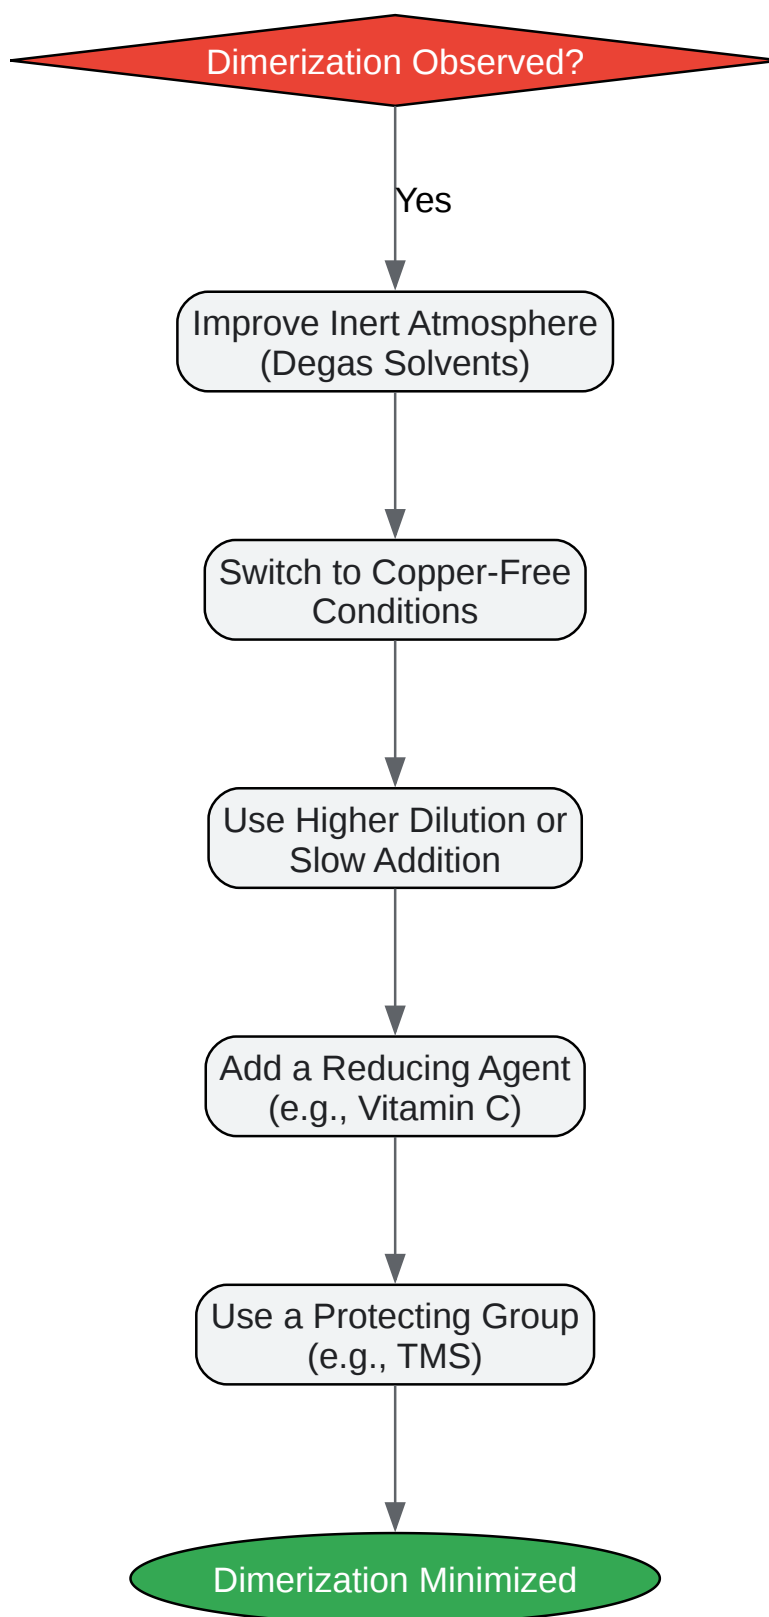 Dimerization Observed?
Yes
Improve Inert Atmosphere
(Degas Solvents)
Switch to Copper-Free
Conditions
Use Higher Dilution or
Slow Addition
Add a Reducing Agent
(e.g., Vitamin C)
Use a Protecting Group
(e.g., TMS)
Dimerization Minimized